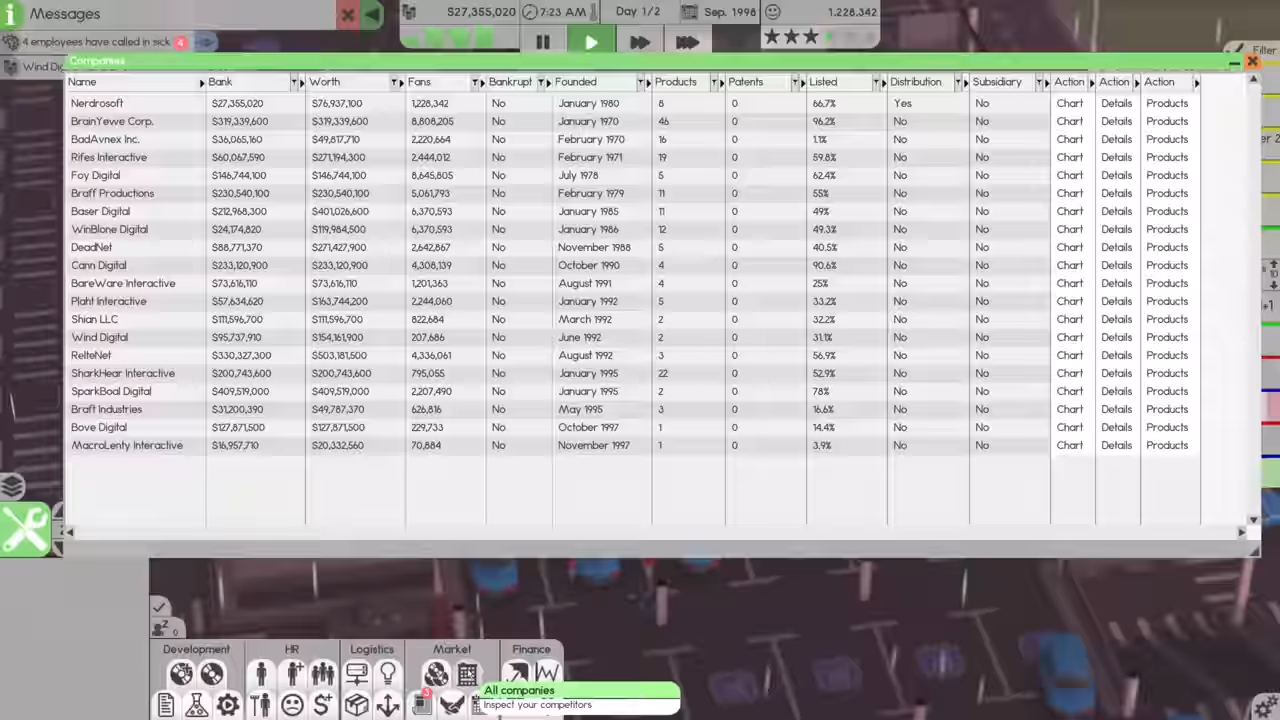 Messages
$27,355,020 7:23 AM Day 1/2 Sep. 1998 1.228.342
4 employees have called in sick 4
Filter
Wind Dig
Companies
Name Bank Worth Fans Bankrupt Founded Products Patents Listed Distribution Subsidiary Action Action Action
Nerdrosoft $27,355,020 $76,937,100 1,228,342 No January 1980 8 0 66.7% Yes No Chart Details Products
BrainYewe Corp. $319,339,600 $319,339,600 8,808,205 No January 1970 46 0 96.2% No No Chart Details Products
BadAvnex Inc. $36,065,160 $49,817,710 2,220,664 No February 1970 16 0 1.1% No No Chart Details Products
Rifes Interactive $60,067,590 $271,194,300 2,444,012 No February 1971 19 0 59.8% No No Chart Details Products
Foy Digital $146,744,100 $146,744,100 8,645,805 No July 1978 5 0 62.4% No No Chart Details Products
Braff Productions $230,540,100 $230,540,100 5,061,793 No February 1979 11 0 55% No No Chart Details Products
Baser Digital $212,968,300 $401,026,600 6,370,593 No January 1985 11 0 49% No No Chart Details Products
WinBlone Digital $24,174,820 $119,984,500 6,370,593 No January 1986 12 0 49.3% No No Chart Details Products
DeadNet $88,771,370 $271,427,900 2,642,867 No November 1988 5 0 40.5% No No Chart Details Products
Cann Digital $233,120,900 $233,120,900 4,308,139 No October 1990 4 0 90.6% No No Chart Details Products
BareWare Interactive $73,616,110 $73,616,110 1,201,363 No August 1991 4 0 25% No No Chart Details Products
Plaht Interactive $57,634,620 $163,744,200 2,244,060 No January 1992 5 0 33.2% No No Chart Details Products
Shian LLC $111,596,700 $111,596,700 822,684 No March 1992 2 0 32.2% No No Chart Details Products
Wind Digital $95,737,910 $154,161,900 207,686 No June 1992 2 0 31.1% No No Chart Details Products
RelteNet $330,327,300 $503,181,500 4,336,061 No August 1992 3 0 56.9% No No Chart Details Products
SharkHear Interactive $200,743,600 $200,743,600 795,055 No January 1995 22 0 52.9% No No Chart Details Products
SparkBoal Digital $409,519,000 $409,519,000 2,207,490 No January 1995 2 0 78% No No Chart Details Products
Braft Industries $31,200,390 $49,787,370 626,816 No May 1995 3 0 16.6% No No Chart Details Products
Bove Digital $127,871,500 $127,871,500 229,733 No October 1997 1 0 14.4% No No Chart Details Products
MacroLenty Interactive $16,957,710 $20,332,560 70,884 No November 1997 1 0 3.9% No No Chart Details Products
Development HR Logistics Market Finance
All companies
Inspect your competitors